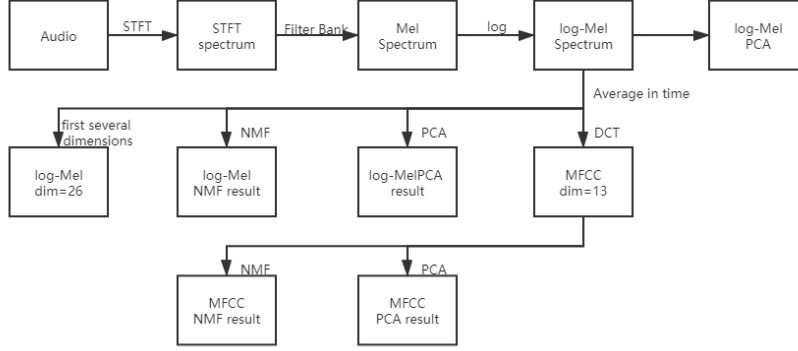 Audio
STFT
STFT
spectrum
Filter Bank
Mel
Spectrum
log
log-Mel
Spectrum
log-Mel
PCA
Average in time
first several
dimensions
NMF
PCA
DCT
log-Mel
dim=26
log-Mel
NMF result
log-MelPCA
result
MFCC
dim=13
NMF
PCA
MFCC
NMF result
MFCC
PCA result